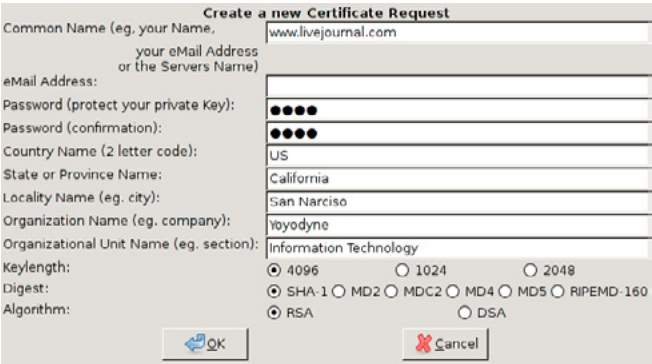 Create a new Certificate Request
Common Name (eg, your Name, www.livejournal.com
your eMail Address
or the Servers Name)
eMail Address:
Password (protect your private Key): ●●●●
Password (confirmation): ●●●●
Country Name (2 letter code): US
State or Province Name: California
Locality Name (eg. city): San Narciso
Organization Name (eg. company): Yoyodyne
Organizational Unit Name (eg. section): Information Technology
Keylength: 4096 1024 2048
Digest: SHA-1 MD2 MDC2 MD4 MD5 RIPEMD-160
Algorithm: RSA DSA
OK Cancel